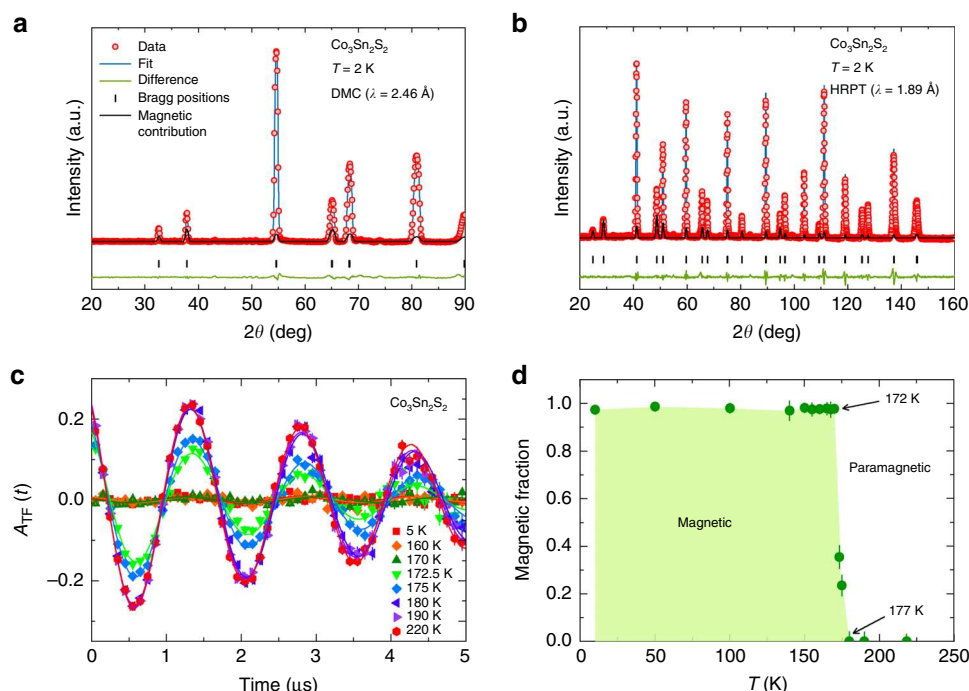 a
Data
Fit
Difference
Bragg positions
Magnetic
contribution
Co3Sn2S2
T = 2 K
DMC (λ = 2.46 Å)
Intensity (a.u.)
20 30 40 50 60 70 80 90
2θ (deg)
b
Co3Sn2S2
T = 2 K
HRPT (λ = 1.89 Å)
Intensity (a.u.)
20 40 60 80 100 120 140 160
2θ (deg)
c
Co3Sn2S2
0.2
0.0
−0.2
ATF (t)
5 K
160 K
170 K
172.5 K
175 K
180 K
190 K
220 K
0 1 2 3 4 5
Time (μs)
d
1.0
0.8
0.6
0.4
0.2
0.0
Magnetic fraction
172 K
Paramagnetic
Magnetic
177 K
0 50 100 150 200 250
T (K)